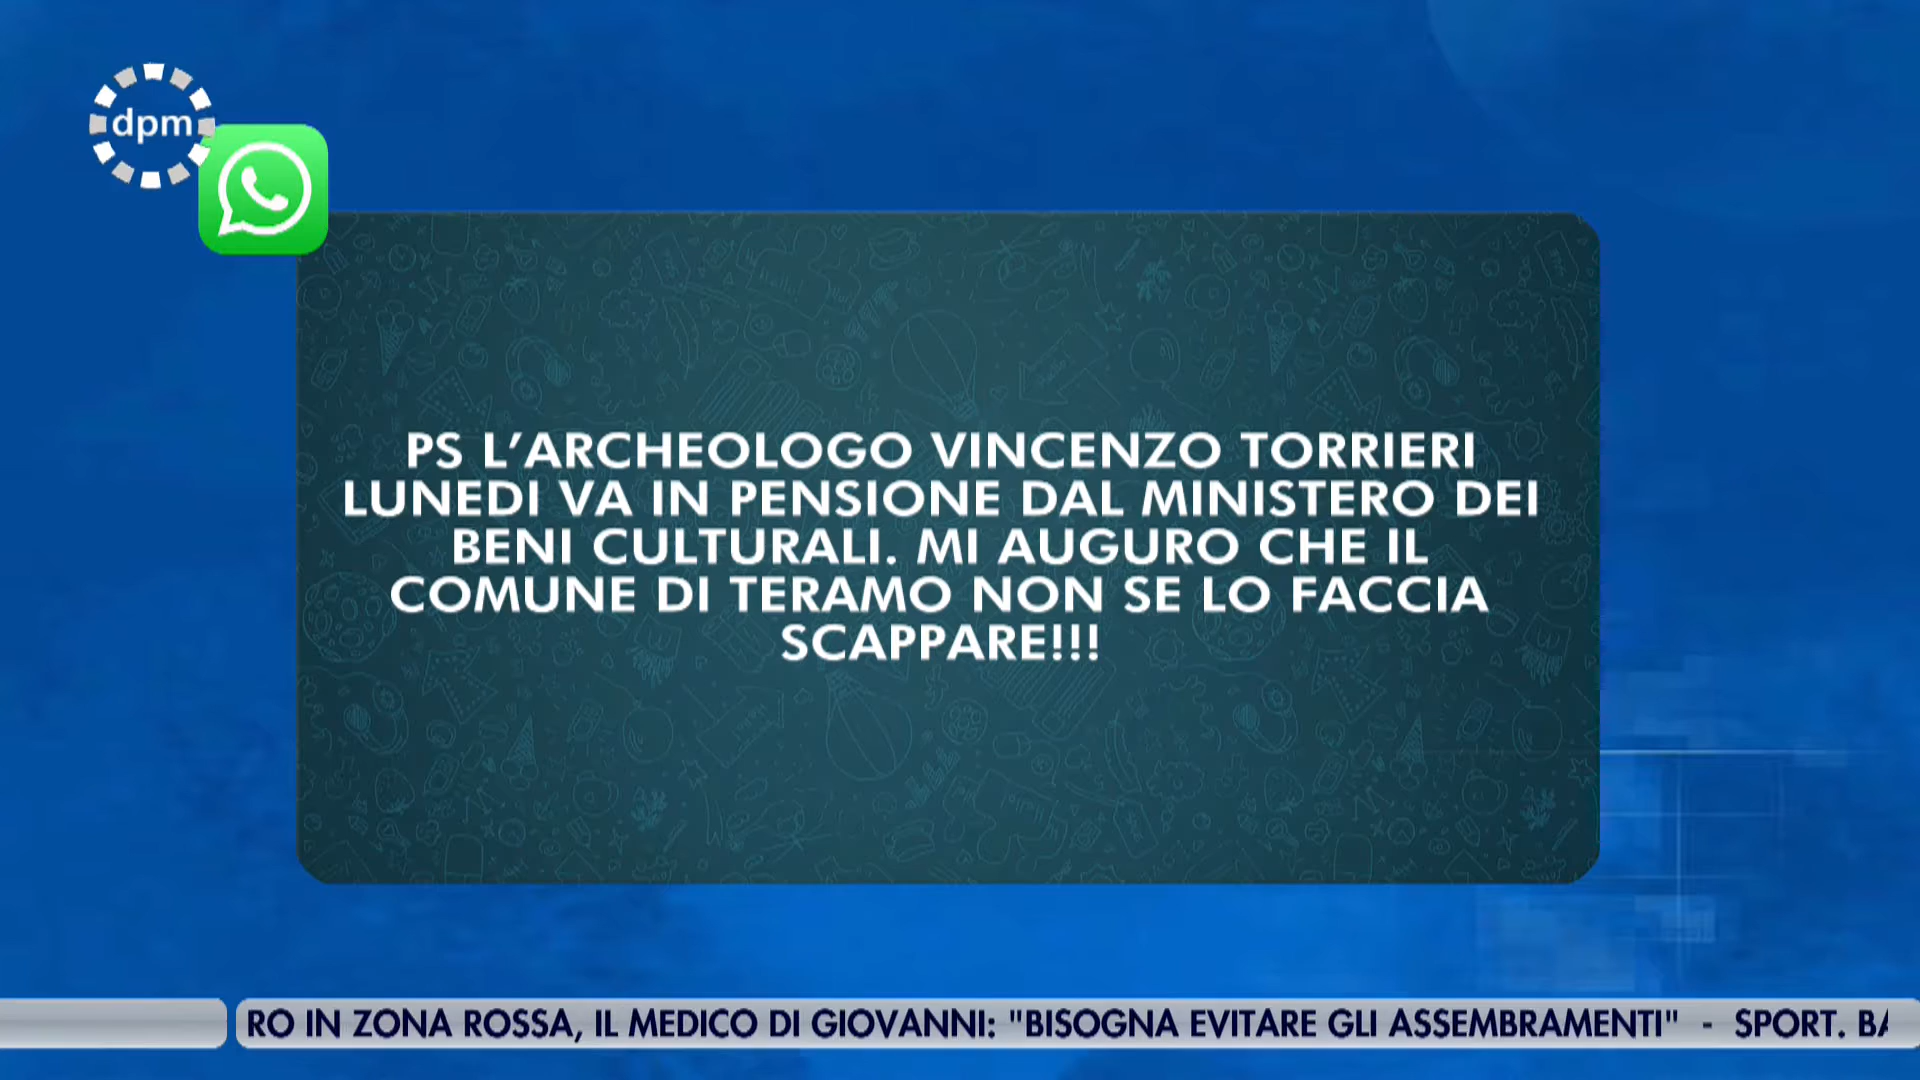 dpm
PS L’ARCHEOLOGO VINCENZO TORRIERI
LUNEDI VA IN PENSIONE DAL MINISTERO DEI
BENI CULTURALI. MI AUGURO CHE IL
COMUNE DI TERAMO NON SE LO FACCIA
SCAPPARE!!!
RO IN ZONA ROSSA, IL MEDICO DI GIOVANNI: "BISOGNA EVITARE GLI ASSEMBRAMENTI" - SPORT. BA